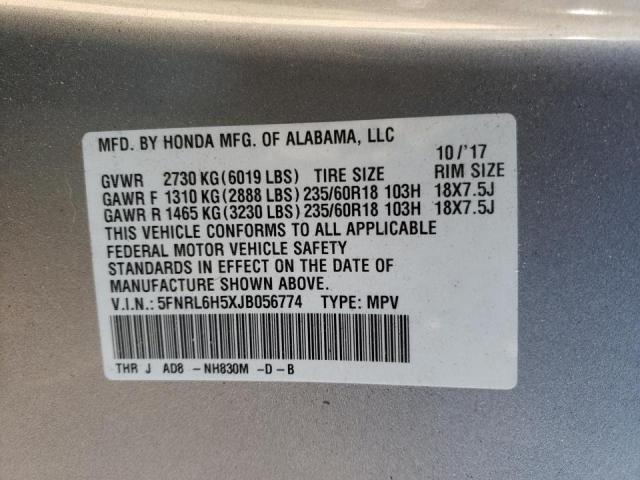 MFD. BY HONDA MFG. OF ALABAMA, LLC 10/'17
GVWR 2730 KG (6019 LBS) TIRE SIZE RIM SIZE
GAWR F 1310 KG (2888 LBS) 235/60R18 103H 18X7.5J
GAWR R 1465 KG (3230 LBS) 235/60R18 103H 18X7.5J
THIS VEHICLE CONFORMS TO ALL APPLICABLE
FEDERAL MOTOR VEHICLE SAFETY
STANDARDS IN EFFECT ON THE DATE OF
MANUFACTURE SHOWN ABOVE.
V.I.N.: 5FNRL6H5XJB056774 TYPE: MPV
THR J AD8 -NH830M -D-B